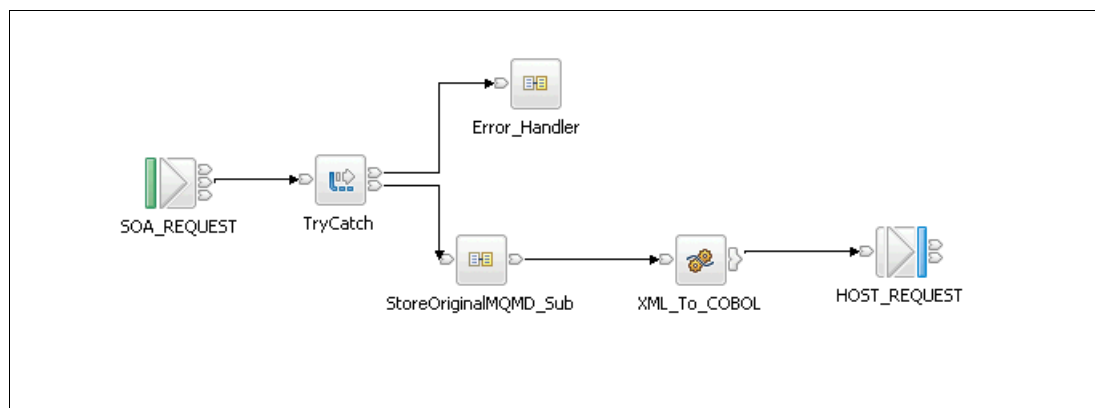 Error_Handler
SOA_REQUEST
TryCatch
StoreOriginalMQMD_Sub
XML_To_COBOL
HOST_REQUEST